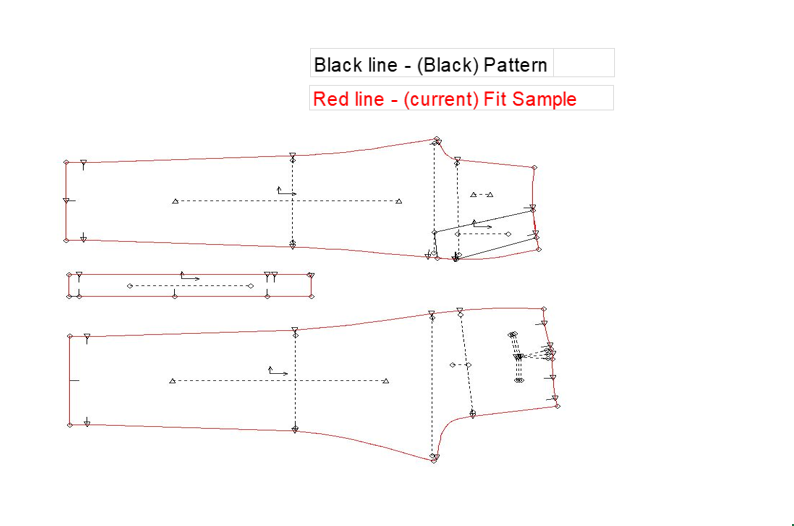 Black line - (Black) Pattern
Red line - (current) Fit Sample